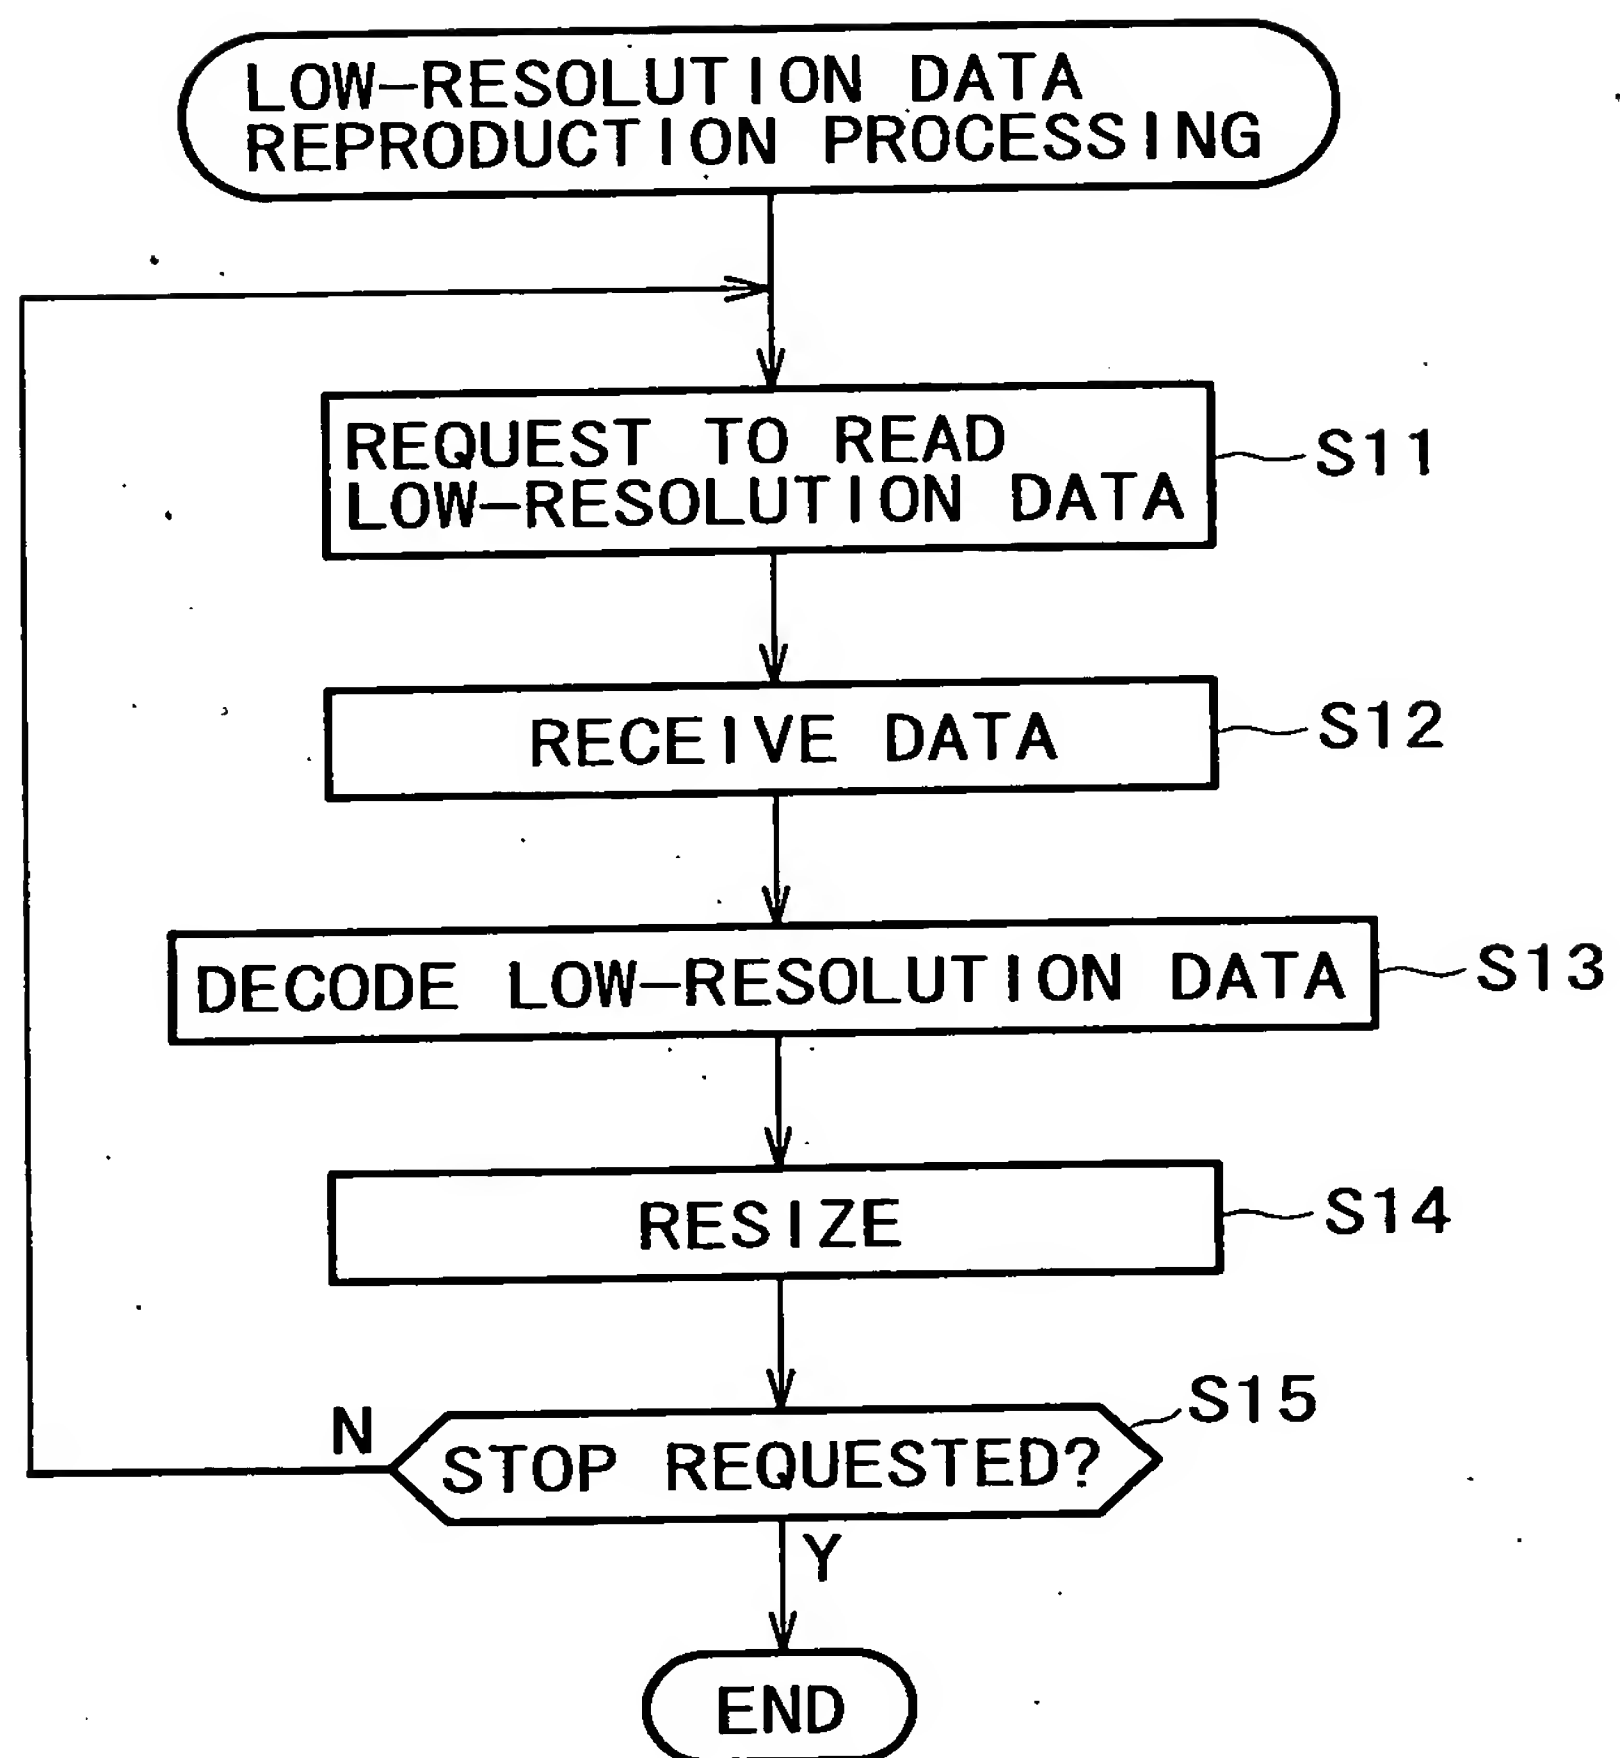 LOW-RESOLUTION DATA
REPRODUCTION PROCESSING
REQUEST TO READ
LOW-RESOLUTION DATA
S11
RECEIVE DATA
S12
DECODE LOW-RESOLUTION DATA
S13
RESIZE
S14
S15
N
STOP REQUESTED?
Y
END